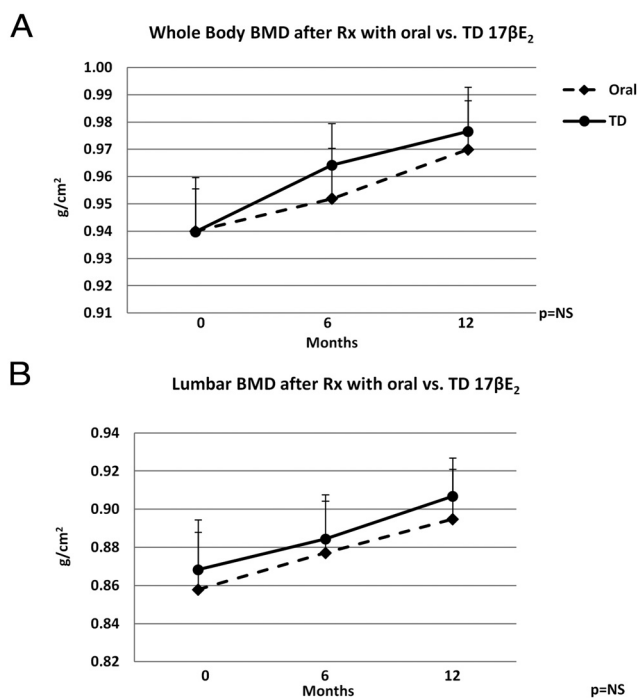 A
Whole Body BMD after Rx with oral vs. TD 17βE₂
1.00
0.99
0.98
0.97
0.96
0.95
0.94
0.93
0.92
0.91
g/cm²
0 6 12
Months
p=NS
Oral
TD
B
Lumbar BMD after Rx with oral vs. TD 17βE₂
0.94
0.92
0.90
0.88
0.86
0.84
0.82
g/cm²
0 6 12
Months
p=NS